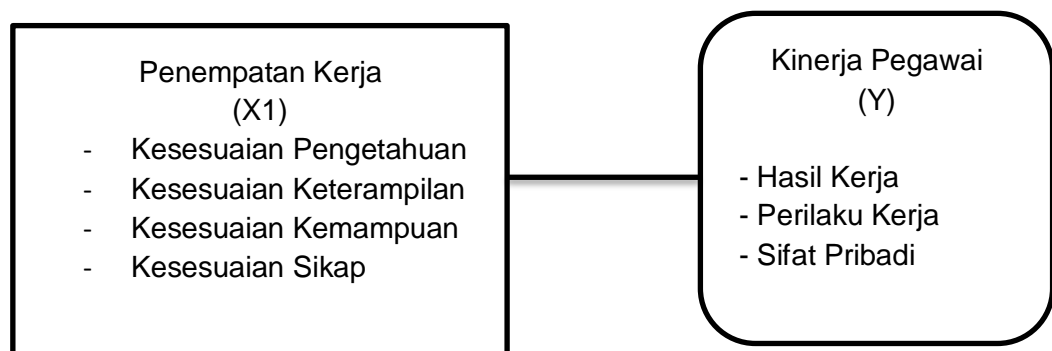 Penempatan Kerja
(X1)
- Kesesuaian Pengetahuan
- Kesesuaian Keterampilan
- Kesesuaian Kemampuan
- Kesesuaian Sikap
Kinerja Pegawai
(Y)
- Hasil Kerja
- Perilaku Kerja
- Sifat Pribadi